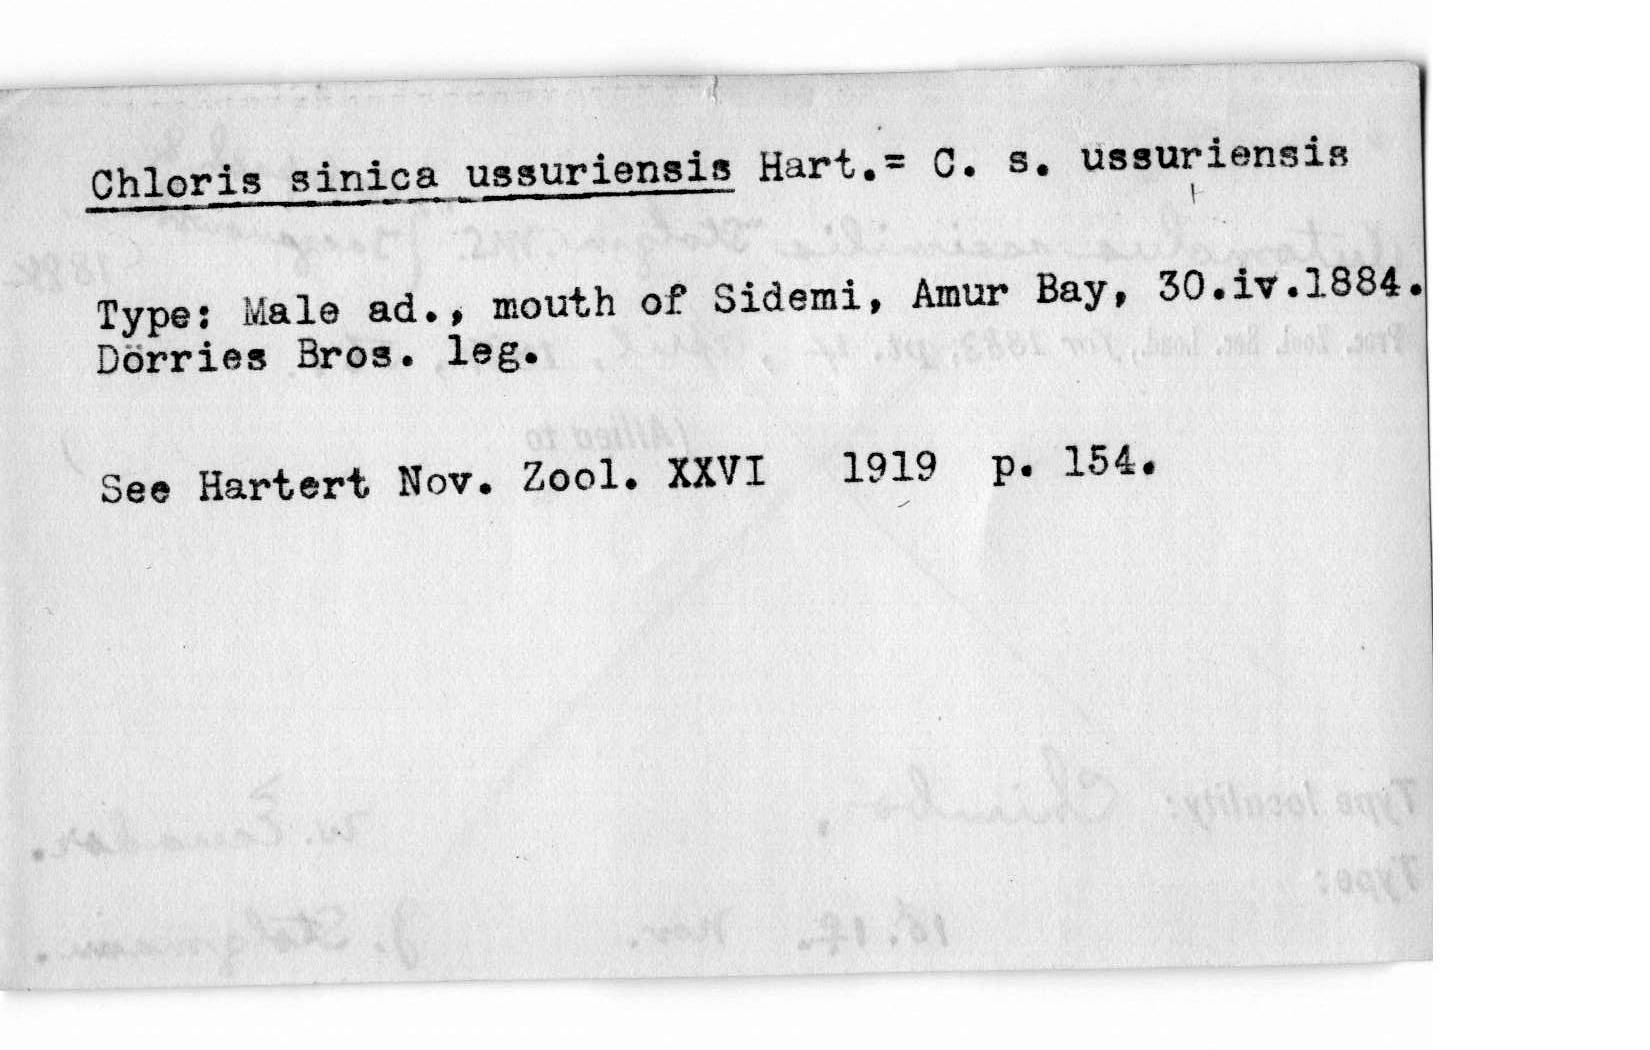 Chloris sinica ussuriensis Hart.= C. s. ussuriensis
Type: Male ad., mouth of Sidemi, Amur Bay, 30.iv.1884.
Dörries Bros. leg.
See Hartert Nov. Zool. XXVI 1919 p. 154.